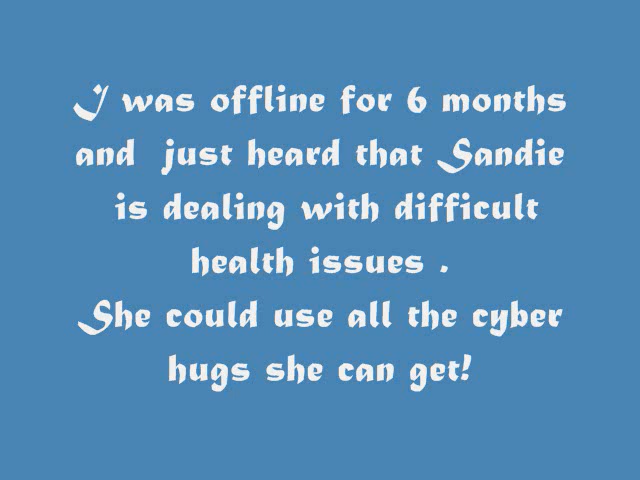 I was offline for 6 months
and just heard that Sandie
is dealing with difficult
health issues .
She could use all the cyber
hugs she can get!